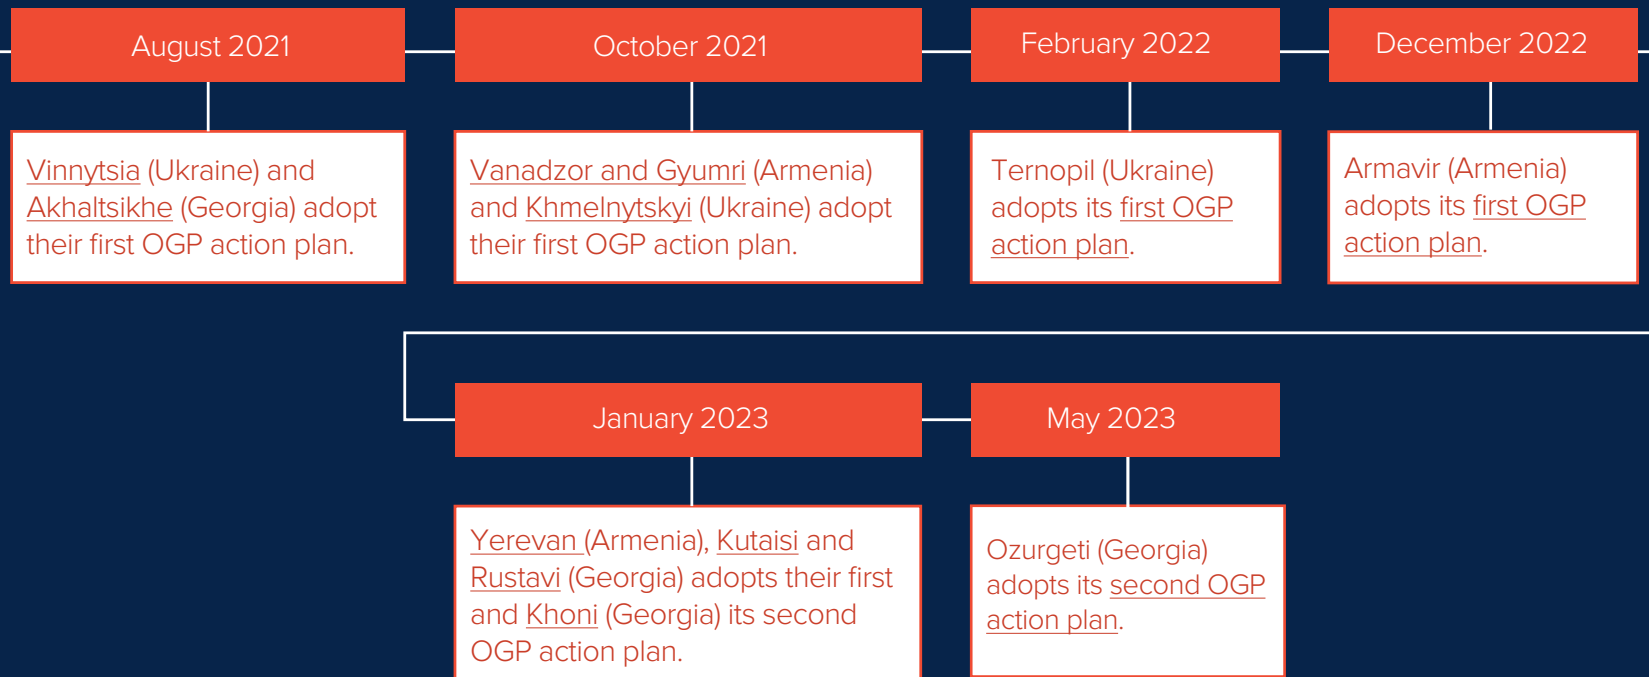 August 2021
Vinnytsia (Ukraine) and
Akhaltsikhe (Georgia) adopt
their first OGP action plan.
October 2021
Vanadzor and Gyumri (Armenia)
and Khmelnytskyi (Ukraine) adopt
their first OGP action plan.
February 2022
Ternopil (Ukraine)
adopts its first OGP
action plan.
December 2022
Armavir (Armenia)
adopts its first OGP
action plan.
January 2023
Yerevan (Armenia), Kutaisi and
Rustavi (Georgia) adopts their first
and Khoni (Georgia) its second
OGP action plan.
May 2023
Ozurgeti (Georgia)
adopts its second OGP
action plan.